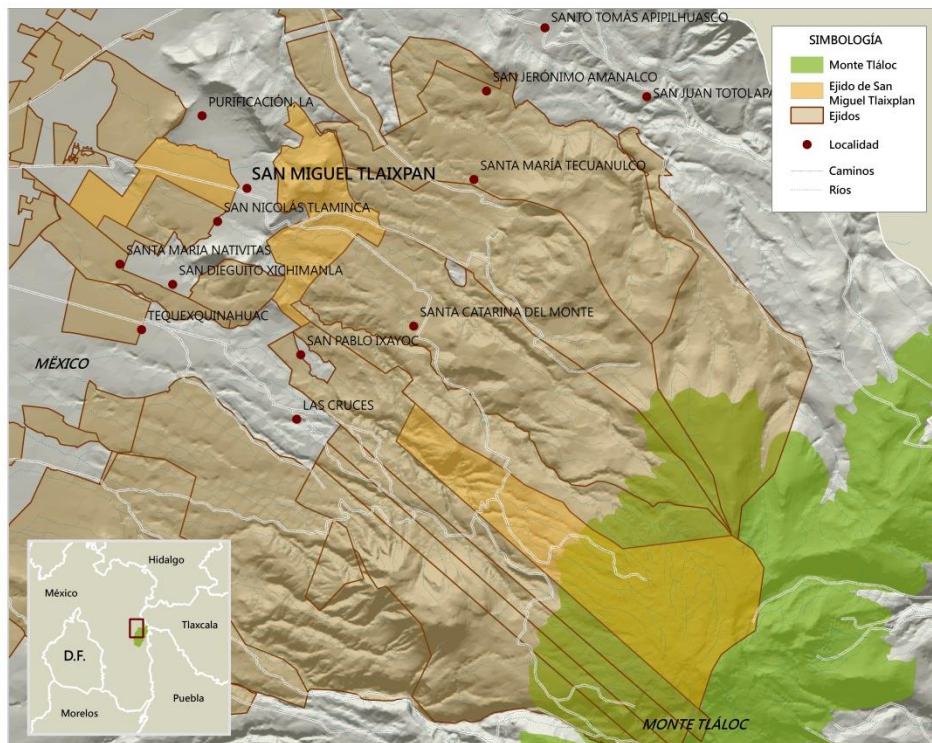 SANTO TOMÁS APIPILHUASCO
SIMBOLOGÍA
Monte Tláloc
Ejido de San
Miguel Tlaixplan
Ejidos
Localidad
Caminos
Ríos
SAN JERÓNIMO AMANALCO
SAN JUAN TOTOLAPA
PURIFICACIÓN, LA
SANTA MARÍA TECUANULCO
SAN MIGUEL TLAIXPAN
SAN NICOLÁS TLAMINCA
SANTA MARIA NATIVITAS
SAN DIEGUITO XICHIMANLA
TEQUEXQUINAHUAC
SANTA CATARINA DEL MONTE
SAN PABLO IXAYOC
MËXICO
LAS CRUCES
Hidalgo
México
Tlaxcala
D.F.
Puebla
Morelos
MONTE TLÁLOC